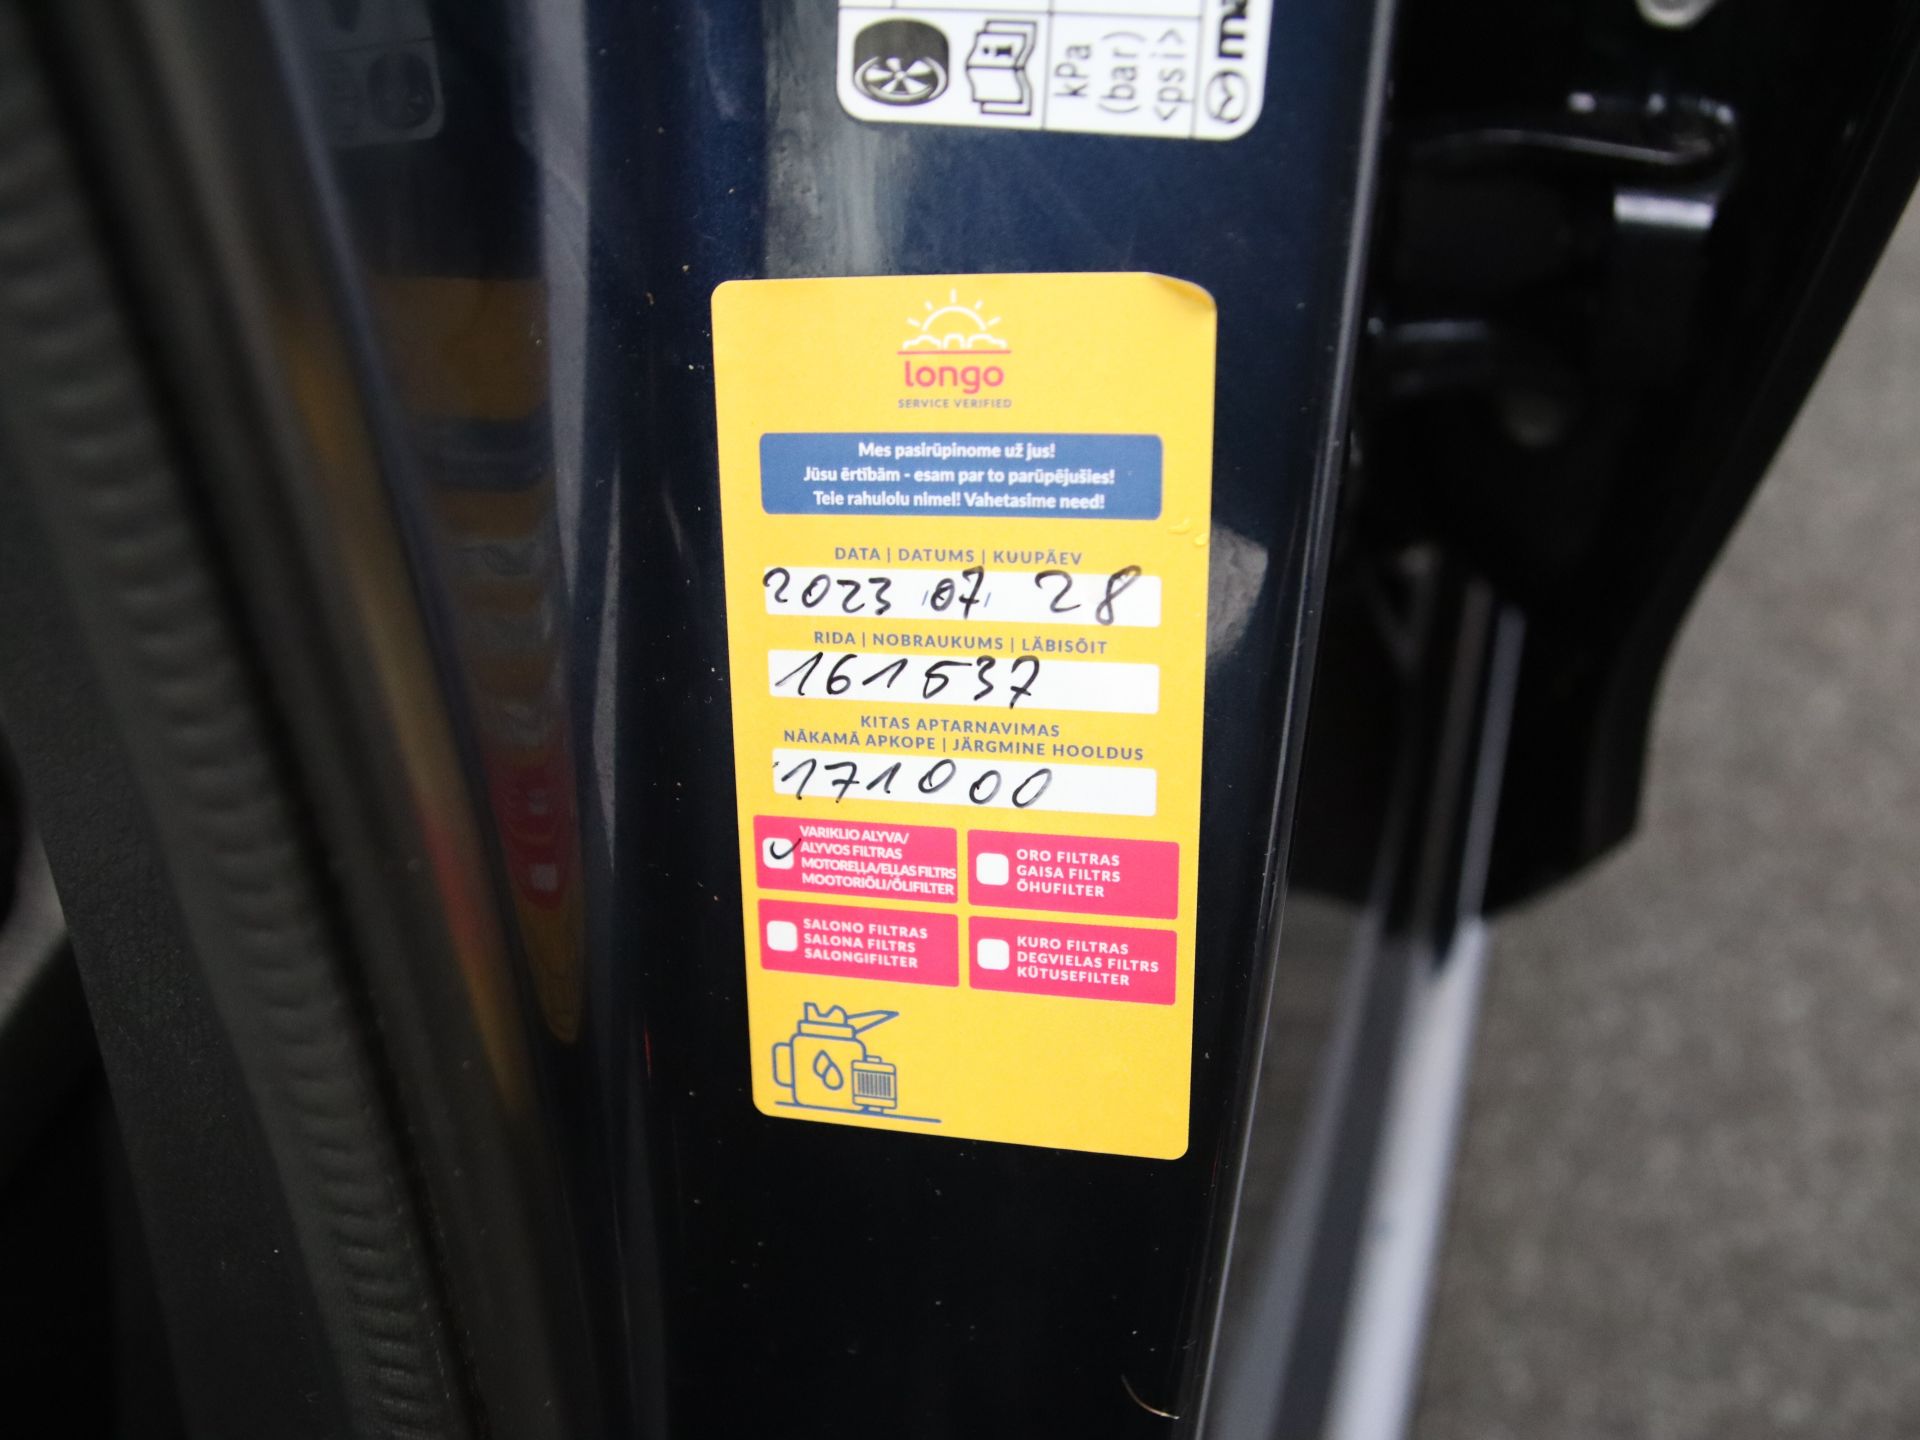 kPa
(bar)
<psi>
longo
SERVICE VERIFIED
Mes pasirūpinome už jus!
Jūsu ērtībām - esam par to parūpējušies!
Teie rahulolu nimel! Vahetasime need!
DATA | DATUMS | KUUPÄEV
2023 / 07 / 28
RIDA | NOBRAUKUMS | LÄBISÕIT
161537
KITAS APTARNAVIMAS
NĀKAMĀ APKOPE | JÄRGMINE HOOLDUS
171000
VARIKLIO ALYVA/
ALYVOS FILTRAS
MOTOREĻĻA/EĻĻAS FILTRS
MOOTORIÕLI/ÕLIFILTER
ORO FILTRAS
GAISA FILTRS
ÕHUFILTER
SALONO FILTRAS
SALONA FILTRS
SALONGIFILTER
KURO FILTRAS
DEGVIELAS FILTRS
KÜTUSEFILTER